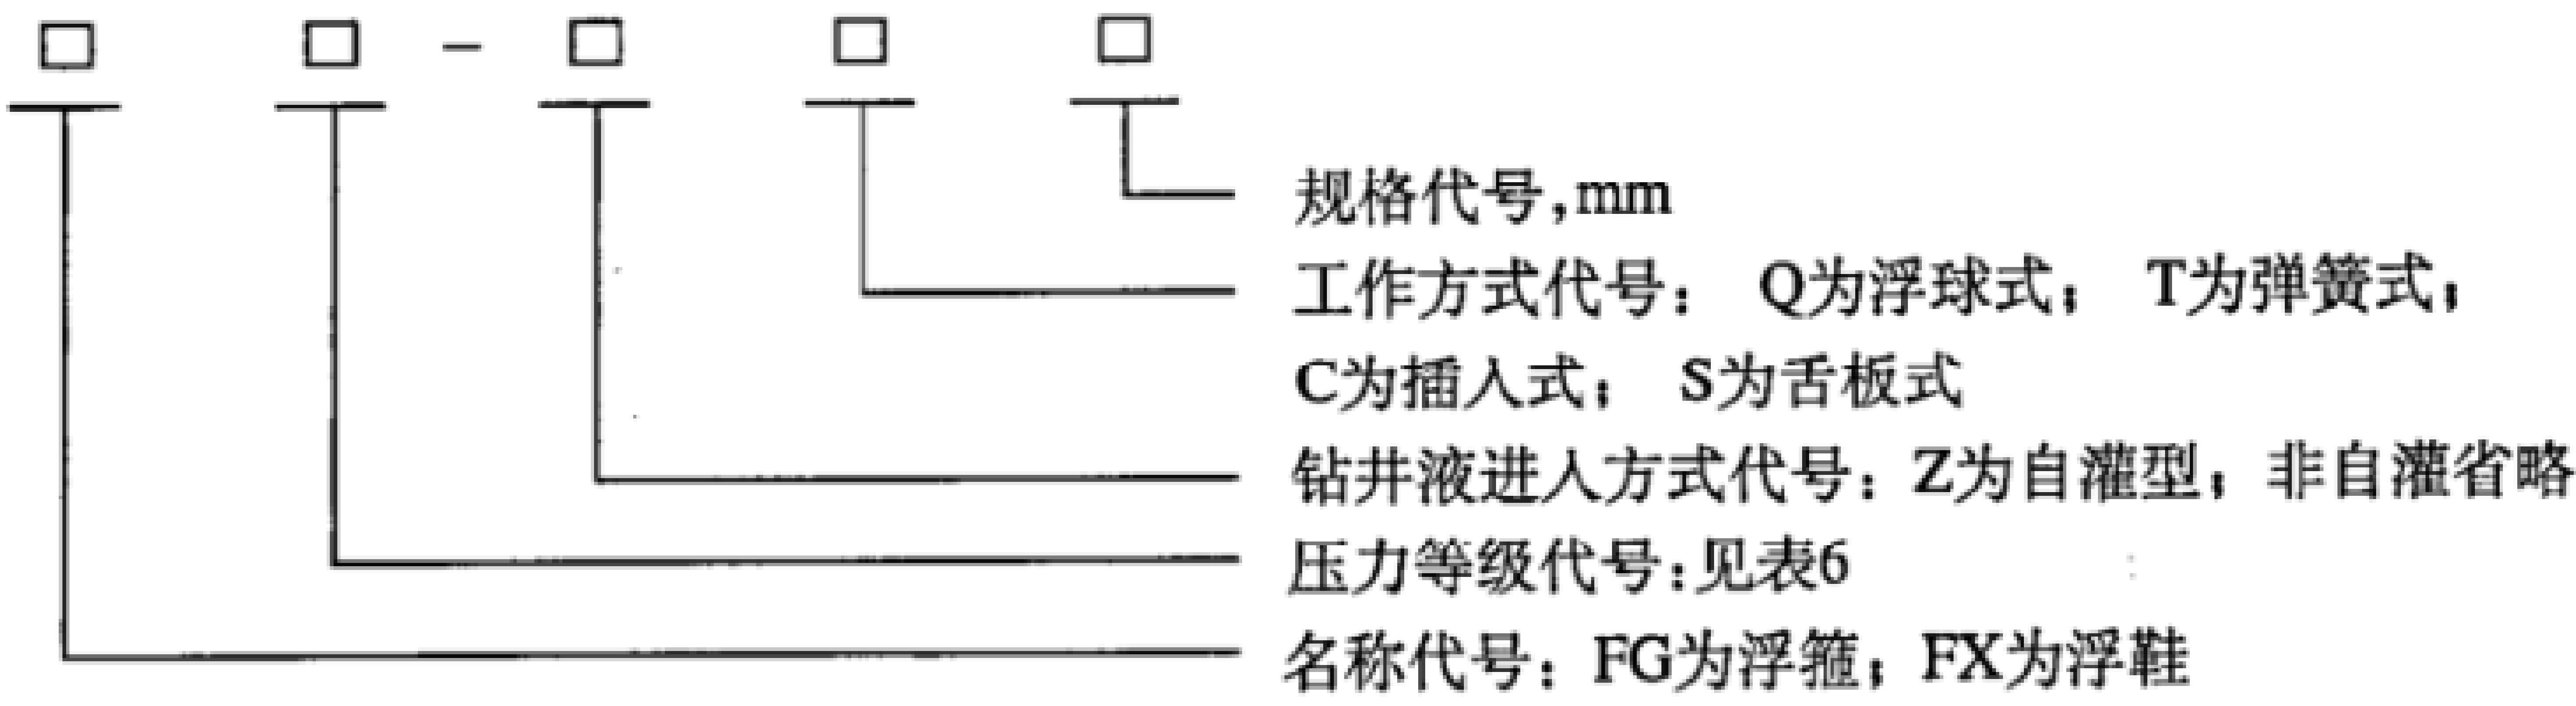 □ □ - □ □ □
规格代号,mm
工作方式代号： Q为浮球式； T为弹簧式；
C为插入式； S为舌板式
钻井液进入方式代号：Z为自灌型；非自灌省略
压力等级代号：见表6
名称代号：FG为浮箍；FX为浮鞋